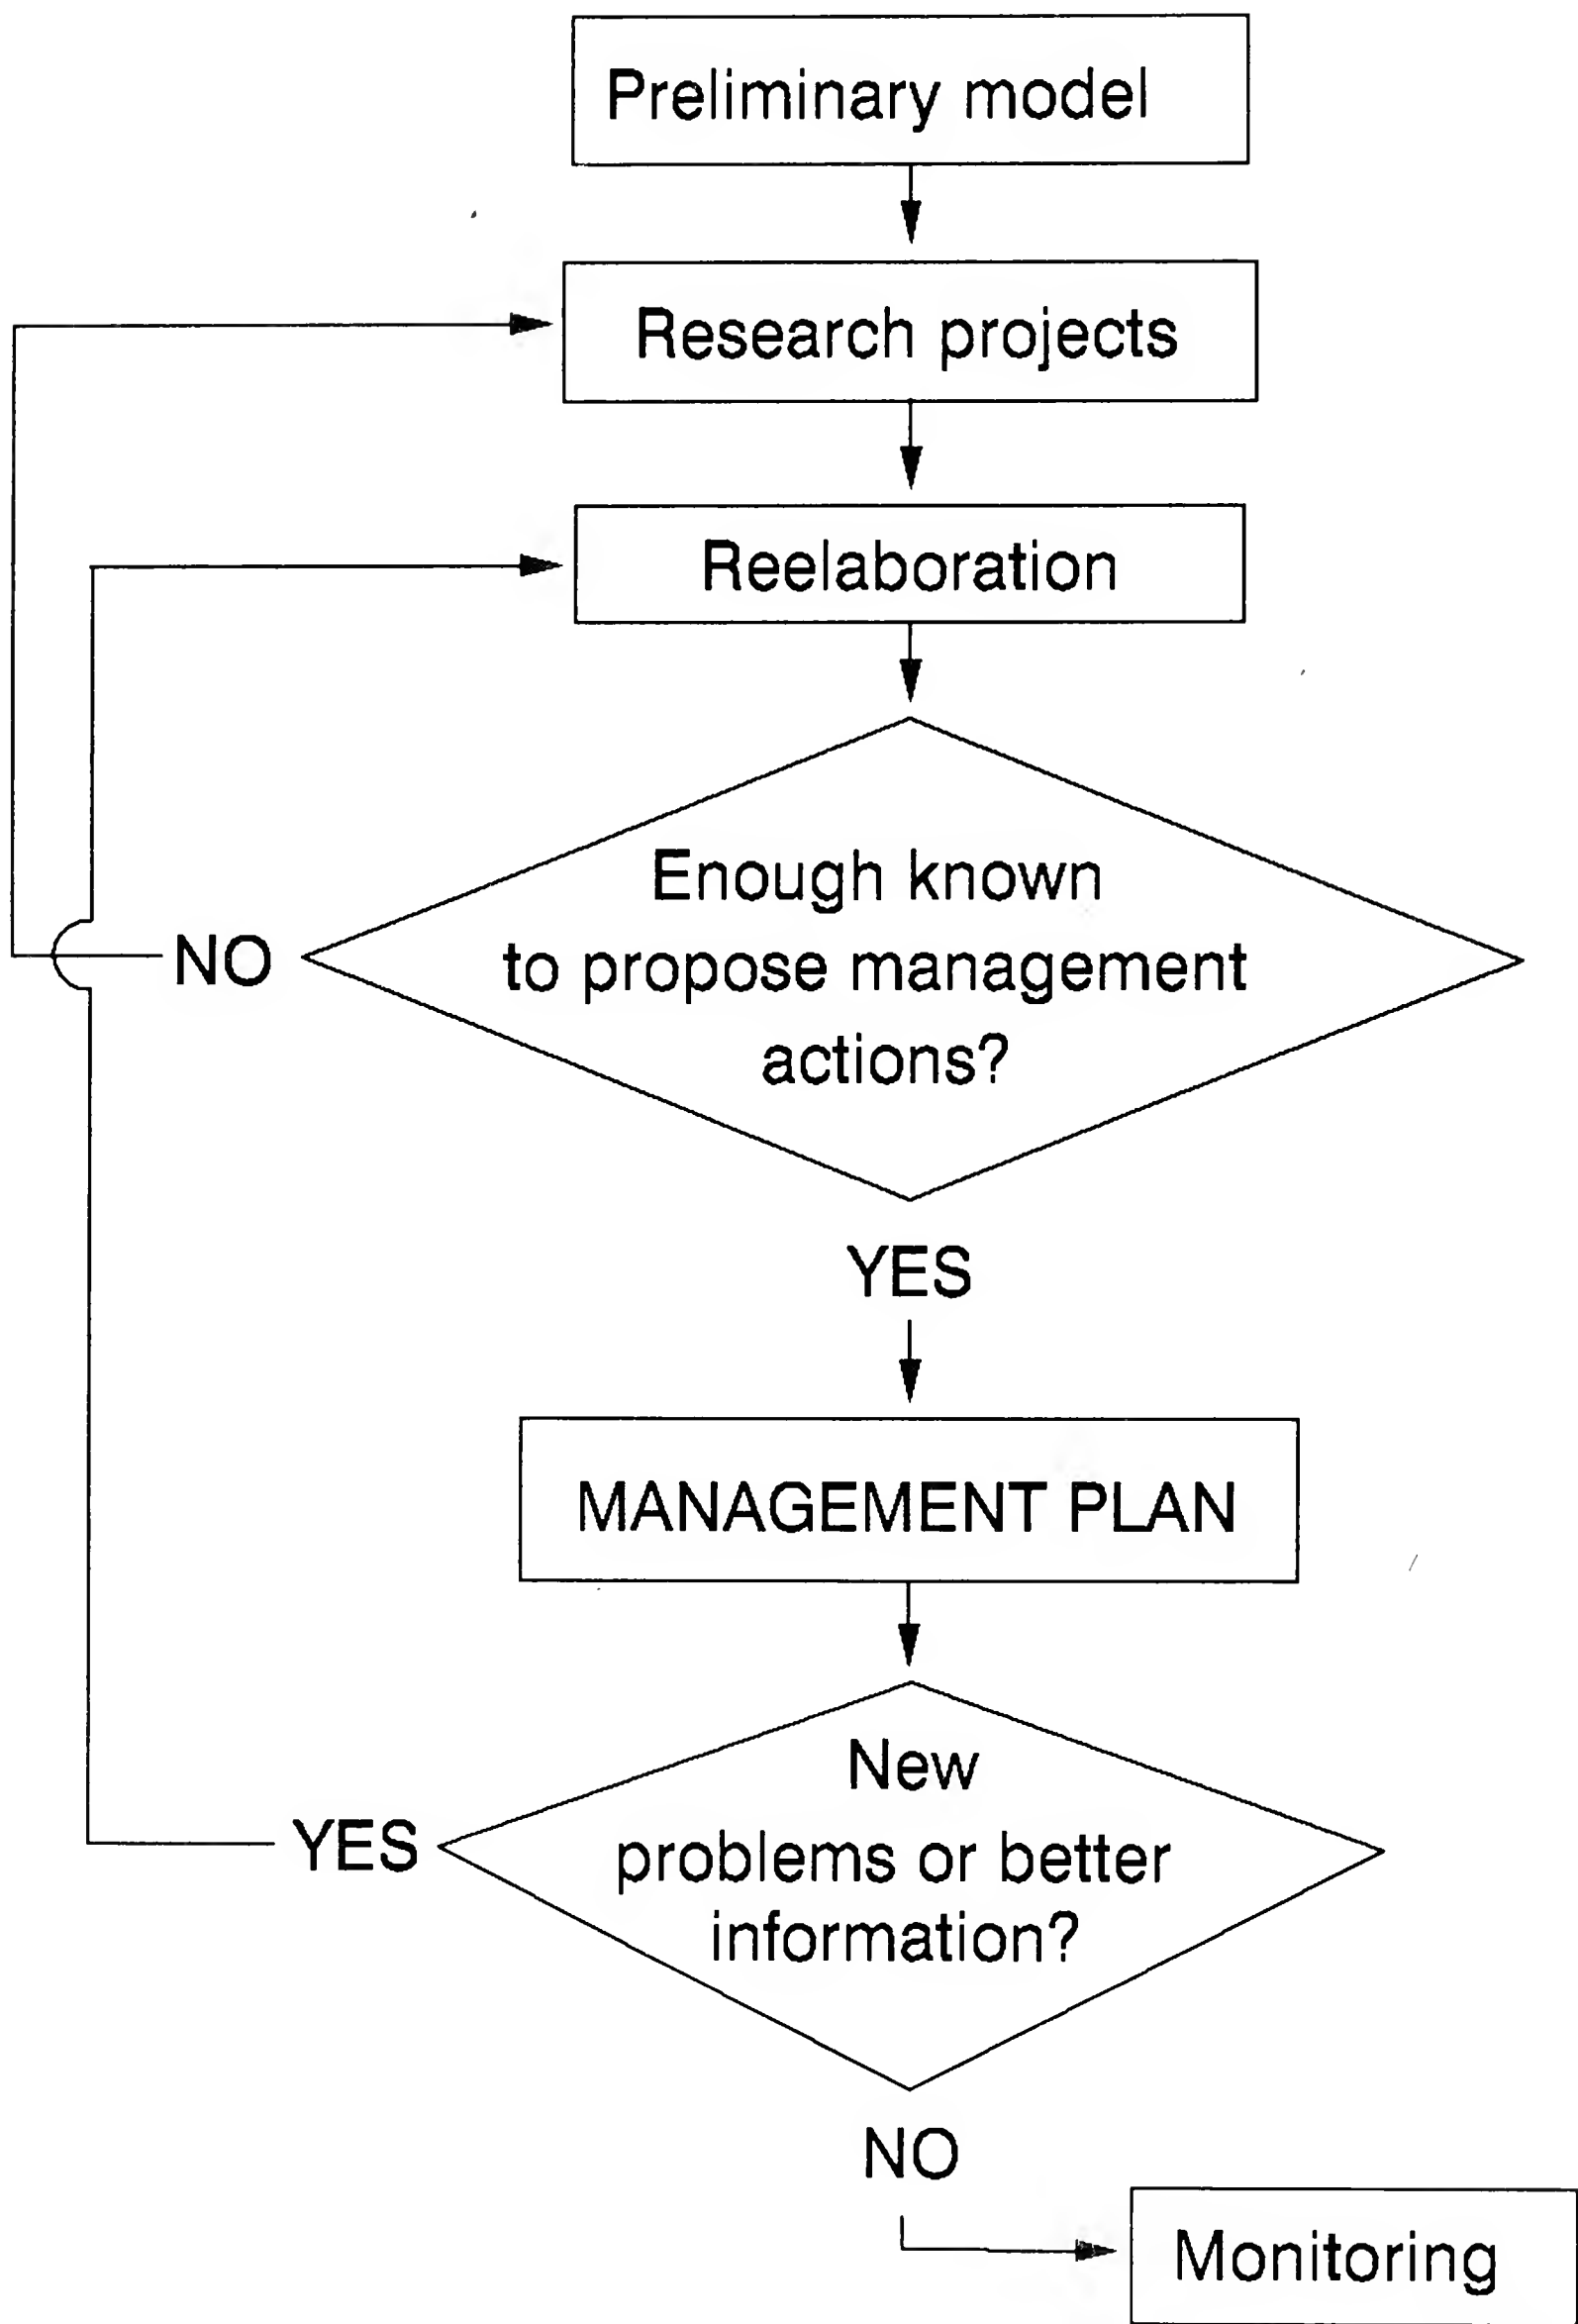 Preliminary model
Research projects
Reelaboration
Enough known
NO
to propose management
actions?
YES
MANAGEMENT PLAN
New
YES
problems or better
information?
NO
Monitoring